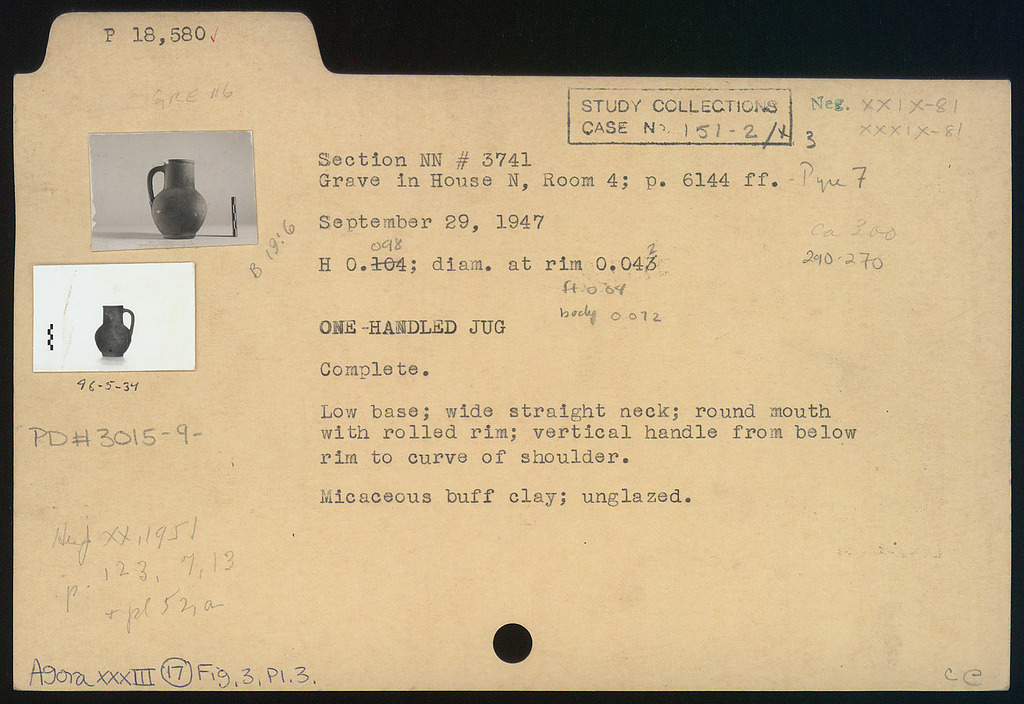 P 18,580✓
GRE 116
STUDY COLLECTIONS
CASE No. 151-2/4
3
Neg. XXIX-81
XXXIX-81
Section NN # 3741
Grave in House N, Room 4; p. 6144 ff. - Pyre 7
September 29, 1947
B 19:6
ca 300
290-270
098
H 0.104; diam. at rim 0.043
2
ft 0.04
body 0.072
ONE-HANDLED JUG
Complete.
96-5-34
Low base; wide straight neck; round mouth
with rolled rim; vertical handle from below
rim to curve of shoulder.
PD#3015-9-
Micaceous buff clay; unglazed.
XX, 1951
p. 123, 7, 13
+ pl 52, a
Agora XXXIII 17 Fig. 3, Pl. 3.
CC